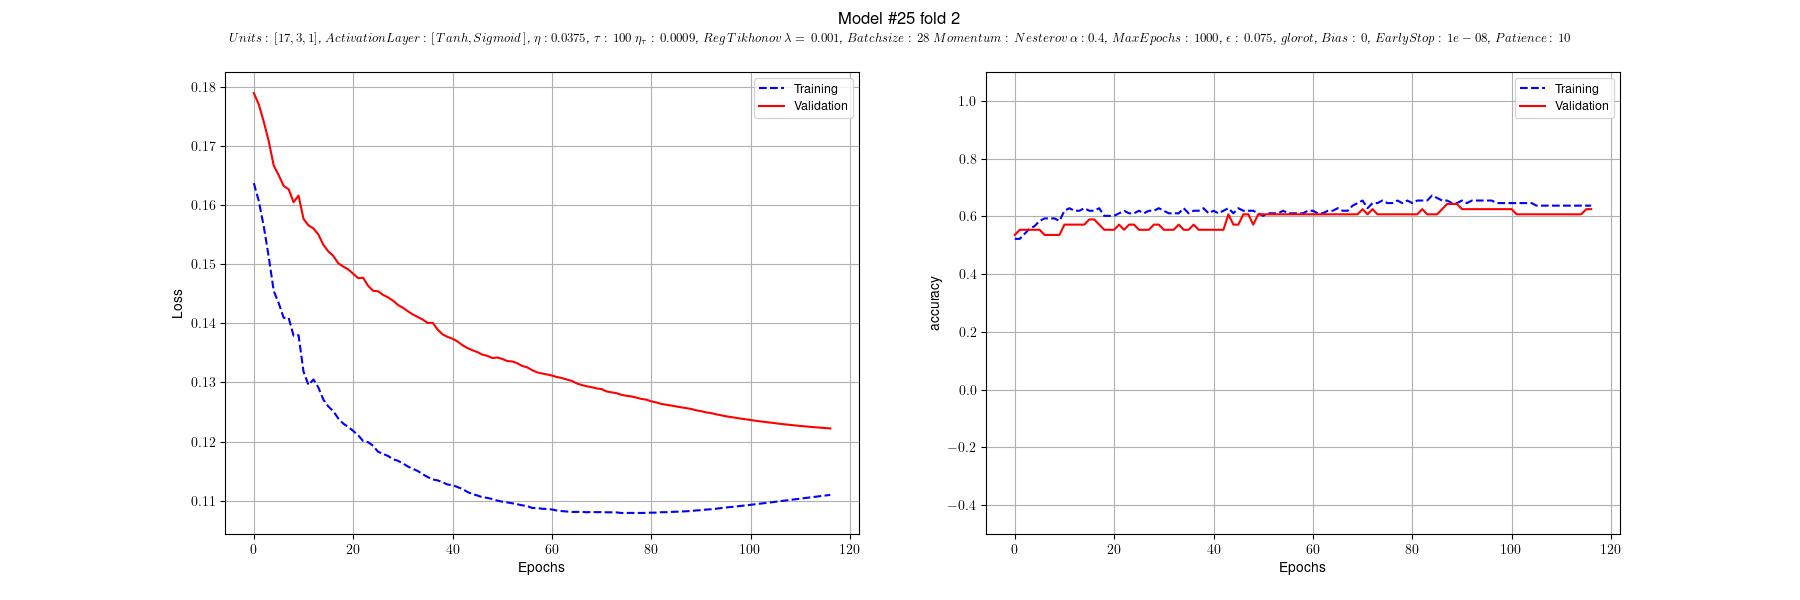 Model #25 fold 2
Units : [17, 3, 1], ActivationLayer : [Tanh, Sigmoid], η : 0.0375, τ : 100 ητ : 0.0009, RegTikhonov λ = 0.001, Batchsize : 28 Momentum : Nesterov α : 0.4, MaxEpochs : 1000, ϵ : 0.075, glorot, Bias : 0, EarlyStop : 1e − 08, Patience : 10
0.18
0.17
0.16
0.15
0.14
0.13
0.12
0.11
Loss
0 20 40 60 80 100 120
Epochs
Training
Validation
1.0
0.8
0.6
0.4
0.2
0.0
−0.2
−0.4
accuracy
0 20 40 60 80 100 120
Epochs
Training
Validation